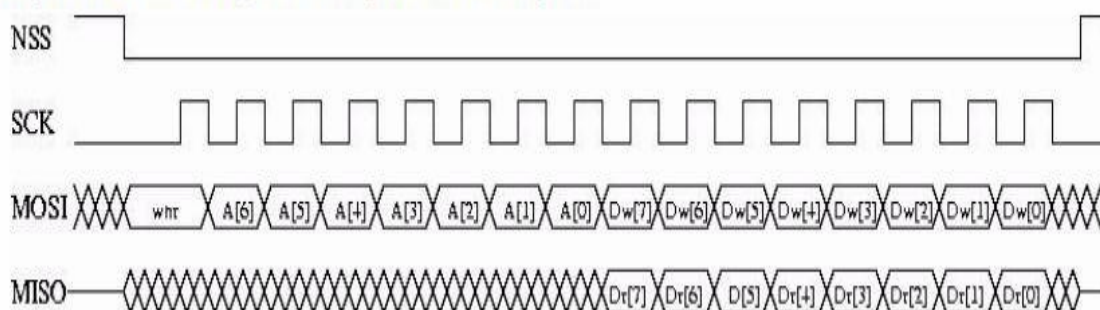 NSS
SCK
MOSI whr A[6] A[5] A[4] A[3] A[2] A[1] A[0] Dw[7] Dw[6] Dw[5] Dw[4] Dw[3] Dw[2] Dw[1] Dw[0]
MISO Dr[7] Dr[6] D[5] Dr[4] Dr[3] Dr[2] Dr[1] Dr[0]